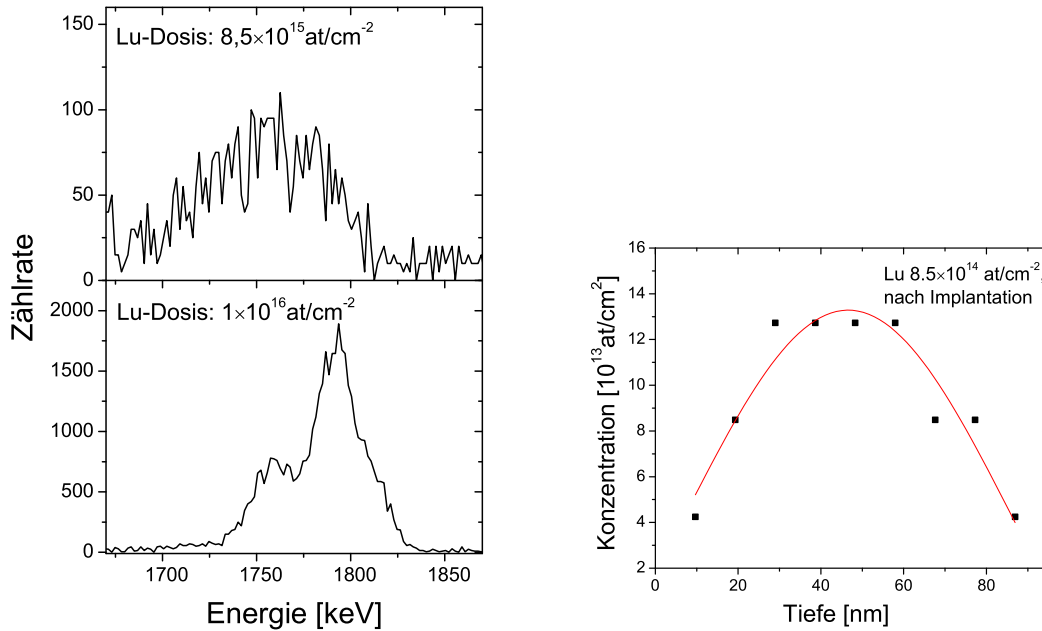 Lu-Dosis: 8,5×10¹⁵at/cm⁻²
150
100
50
0
Lu-Dosis: 1×10¹⁶at/cm⁻²
2000
1500
1000
500
0
Zählrate
1700 1750 1800 1850
Energie [keV]
Lu 8.5×10¹⁴ at/cm⁻²,
nach Implantation
16
14
12
10
8
6
4
2
Konzentration [10¹³at/cm²]
0 20 40 60 80
Tiefe [nm]